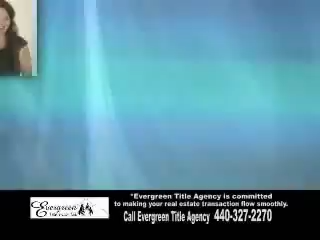 *Evergreen Title Agency is committed
to making your real estate transaction flow smoothly.
Evergreen
Call Evergreen Title Agency 440-327-2270